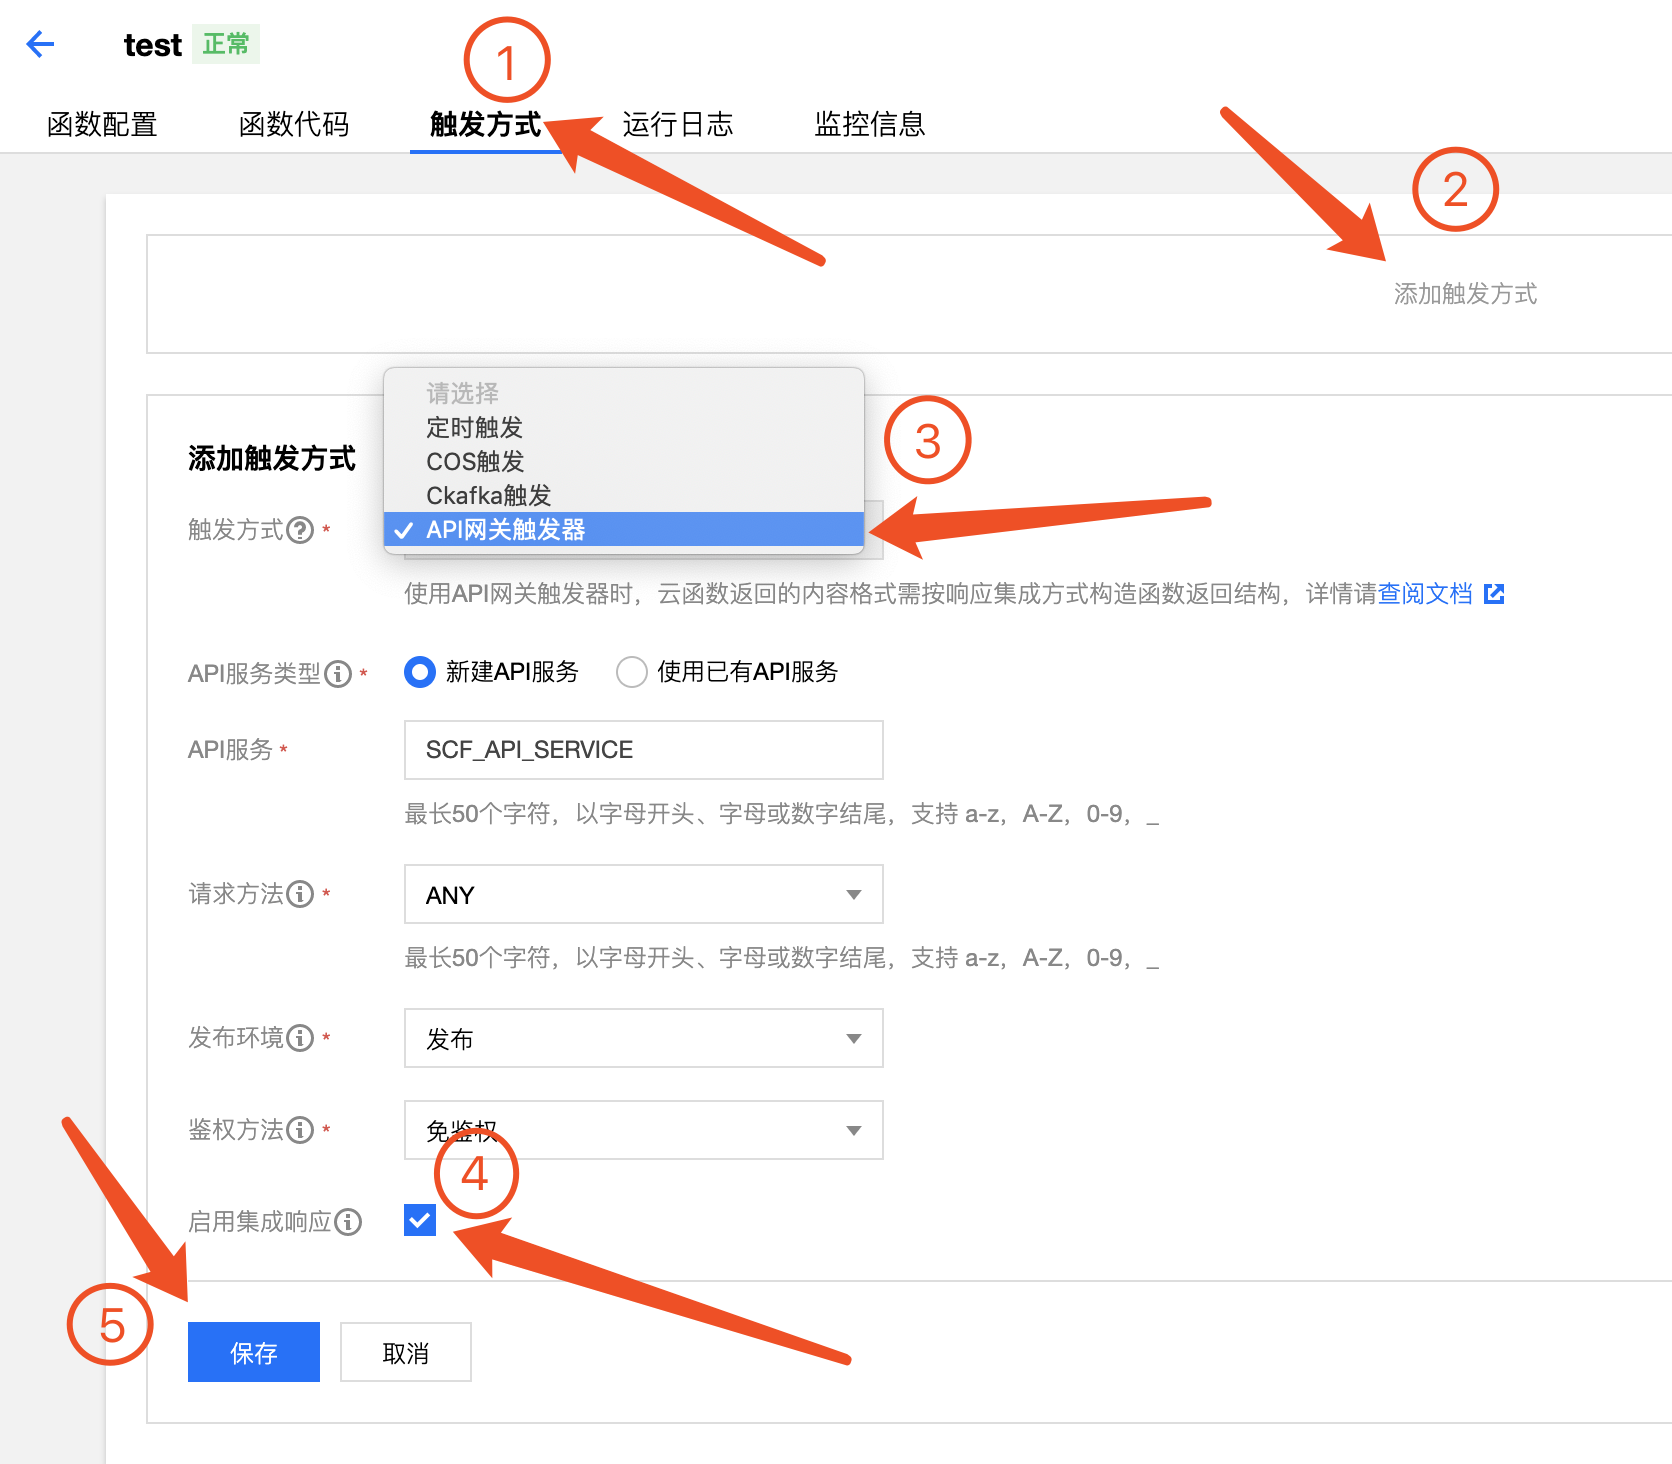 test 正常
①
函数配置 函数代码 触发方式 运行日志 监控信息
②
添加触发方式
请选择
定时触发
COS触发
Ckafka触发
✓ API网关触发器
③
添加触发方式
触发方式 ? *
使用API网关触发器时，云函数返回的内容格式需按响应集成方式构造函数返回结构，详情请查阅文档
API服务类型 i * 新建API服务 使用已有API服务
API服务 * SCF_API_SERVICE
最长50个字符，以字母开头、字母或数字结尾，支持 a-z，A-Z，0-9，_
请求方法 i * ANY
最长50个字符，以字母开头、字母或数字结尾，支持 a-z，A-Z，0-9，_
发布环境 i * 发布
鉴权方法 i * 免鉴权
④
启用集成响应 i
⑤
保存 取消